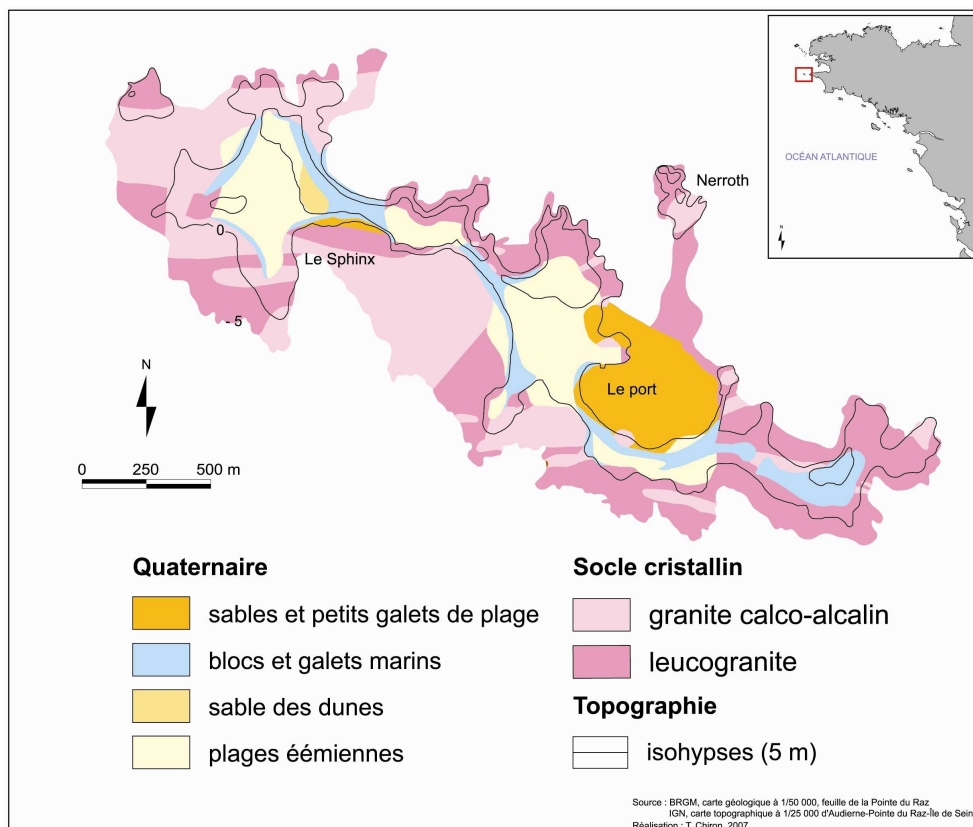 OCÉAN ATLANTIQUE
N
Nerroth
0
Le Sphinx
- 5
N
Le port
0 250 500 m
Quaternaire
sables et petits galets de plage
blocs et galets marins
sable des dunes
plages éémiennes
Socle cristallin
granite calco-alcalin
leucogranite
Topographie
isohypses (5 m)
Source : BRGM, carte géologique à 1/50 000, feuille de la Pointe du Raz
IGN, carte topographique à 1/25 000 d'Audierne-Pointe du Raz-Île de Sein
Réalisation : T. Chiron, 2007